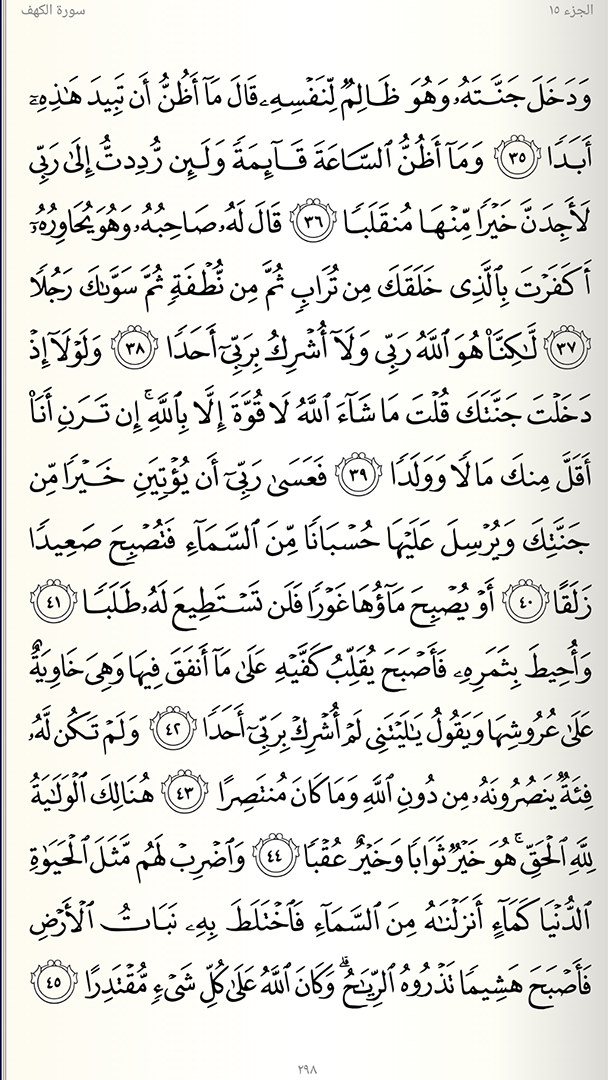 الجزء ١٥
سورة الكهف
وَدَخَلَ جَنَّتَهُۥ وَهُوَ ظَالِمٌ لِّنَفْسِهِۦ قَالَ مَآ أَظُنُّ أَن تَبِيدَ هَٰذِهِۦٓ
أَبَدًا ٣٥ وَمَآ أَظُنُّ ٱلسَّاعَةَ قَآئِمَةً وَلَئِن رُّدِدتُّ إِلَىٰ رَبِّى
لَأَجِدَنَّ خَيْرًا مِّنْهَا مُنقَلَبًا ٣٦ قَالَ لَهُۥ صَاحِبُهُۥ وَهُوَ يُحَاوِرُهُۥٓ
أَكَفَرْتَ بِٱلَّذِى خَلَقَكَ مِن تُرَابٍ ثُمَّ مِن نُّطْفَةٍ ثُمَّ سَوَّىٰكَ رَجُلًا
٣٧ لَّٰكِنَّا۠ هُوَ ٱللَّهُ رَبِّى وَلَآ أُشْرِكُ بِرَبِّىٓ أَحَدًا ٣٨ وَلَوْلَآ إِذْ
دَخَلْتَ جَنَّتَكَ قُلْتَ مَا شَآءَ ٱللَّهُ لَا قُوَّةَ إِلَّا بِٱللَّهِ ۚ إِن تَرَنِ أَنَا۠
أَقَلَّ مِنكَ مَالًا وَوَلَدًا ٣٩ فَعَسَىٰ رَبِّىٓ أَن يُؤْتِيَنِ خَيْرًا مِّن
جَنَّتِكَ وَيُرْسِلَ عَلَيْهَا حُسْبَانًا مِّنَ ٱلسَّمَآءِ فَتُصْبِحَ صَعِيدًا
زَلَقًا ٤٠ أَوْ يُصْبِحَ مَآؤُهَا غَوْرًا فَلَن تَسْتَطِيعَ لَهُۥ طَلَبًا ٤١
وَأُحِيطَ بِثَمَرِهِۦ فَأَصْبَحَ يُقَلِّبُ كَفَّيْهِ عَلَىٰ مَآ أَنفَقَ فِيهَا وَهِىَ خَاوِيَةٌ
عَلَىٰ عُرُوشِهَا وَيَقُولُ يَٰلَيْتَنِى لَمْ أُشْرِكْ بِرَبِّىٓ أَحَدًا ٤٢ وَلَمْ تَكُن لَّهُۥ
فِئَةٌ يَنصُرُونَهُۥ مِن دُونِ ٱللَّهِ وَمَا كَانَ مُنتَصِرًا ٤٣ هُنَالِكَ ٱلْوَلَٰيَةُ
لِلَّهِ ٱلْحَقِّ ۚ هُوَ خَيْرٌ ثَوَابًا وَخَيْرٌ عُقْبًا ٤٤ وَٱضْرِبْ لَهُم مَّثَلَ ٱلْحَيَوٰةِ
ٱلدُّنْيَا كَمَآءٍ أَنزَلْنَٰهُ مِنَ ٱلسَّمَآءِ فَٱخْتَلَطَ بِهِۦ نَبَاتُ ٱلْأَرْضِ
فَأَصْبَحَ هَشِيمًا تَذْرُوهُ ٱلرِّيَٰحُ ۗ وَكَانَ ٱللَّهُ عَلَىٰ كُلِّ شَىْءٍ مُّقْتَدِرًا ٤٥
٢٩٨